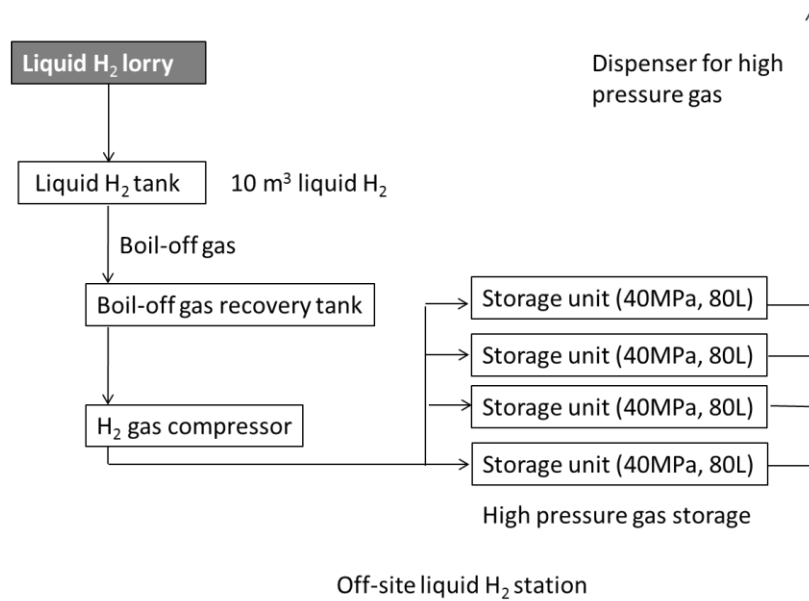 Liquid H₂ lorry
Dispenser for high
pressure gas
Liquid H₂ tank
10 m³ liquid H₂
Boil-off gas
Boil-off gas recovery tank
Storage unit (40MPa, 80L)
Storage unit (40MPa, 80L)
Storage unit (40MPa, 80L)
H₂ gas compressor
Storage unit (40MPa, 80L)
High pressure gas storage
Off-site liquid H₂ station